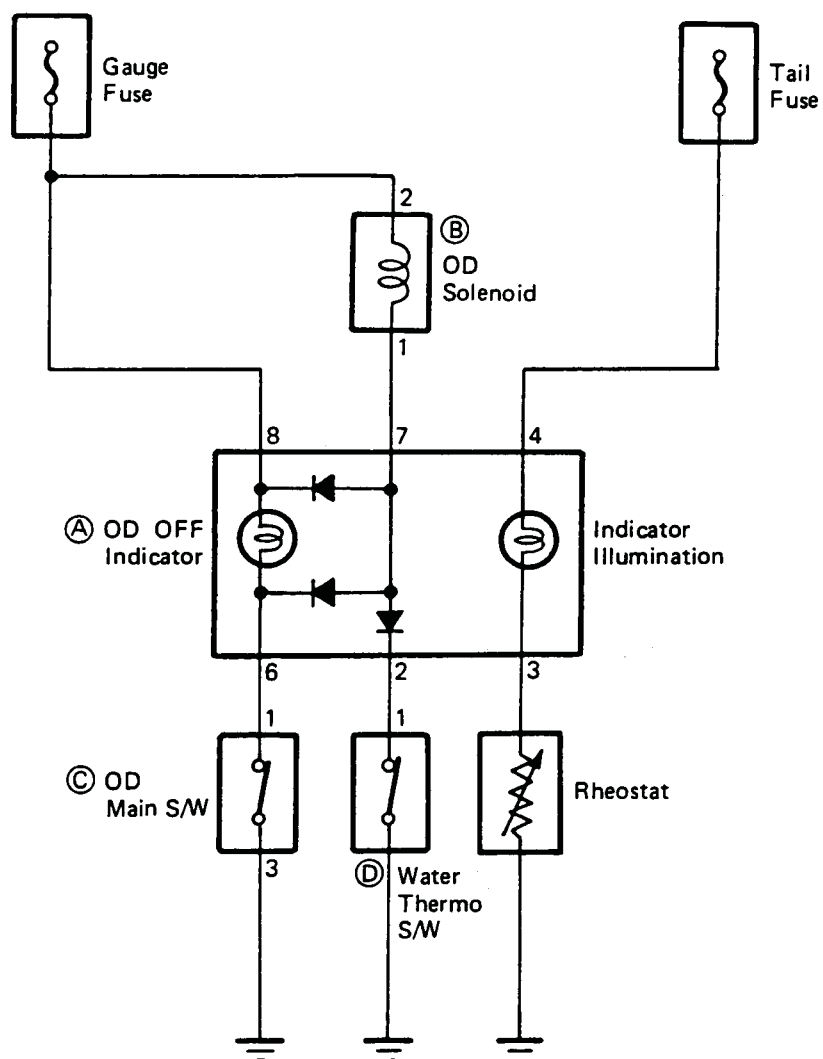 Gauge
Fuse
Tail
Fuse
2
Ⓑ
OD
Solenoid
1
8
7
4
Ⓐ OD OFF
Indicator
Indicator
Illumination
6
2
3
1
1
Ⓒ OD
Main S/W
Rheostat
3
Ⓓ Water
Thermo
S/W